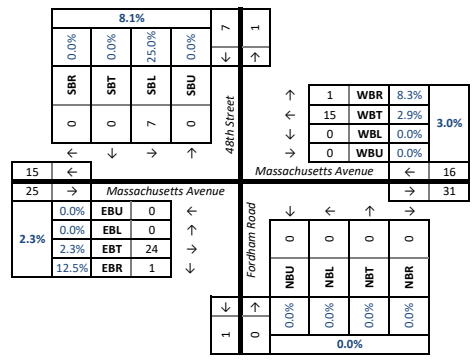 8.1%
7
1
0.0%
0.0%
25.0%
0.0%
↓
↑
SBR
SBT
SBL
SBU
48th Street
0
0
7
0
←
↓
→
↑
↑ 1 WBR 8.3%
← 15 WBT 2.9%
3.0%
↓ 0 WBL 0.0%
→ 0 WBU 0.0%
15 ←
Massachusetts Avenue ← 16
25 → Massachusetts Avenue
→ 31
0.0% EBU 0 ←
0.0% EBL 0 ↑
2.3%
2.3% EBT 24 →
12.5% EBR 1 ↓
Fordham Road
↓
←
↑
→
0
0
0
0
NBU
NBL
NBT
NBR
↓
↑
0.0%
0.0%
0.0%
0.0%
1
0
0.0%